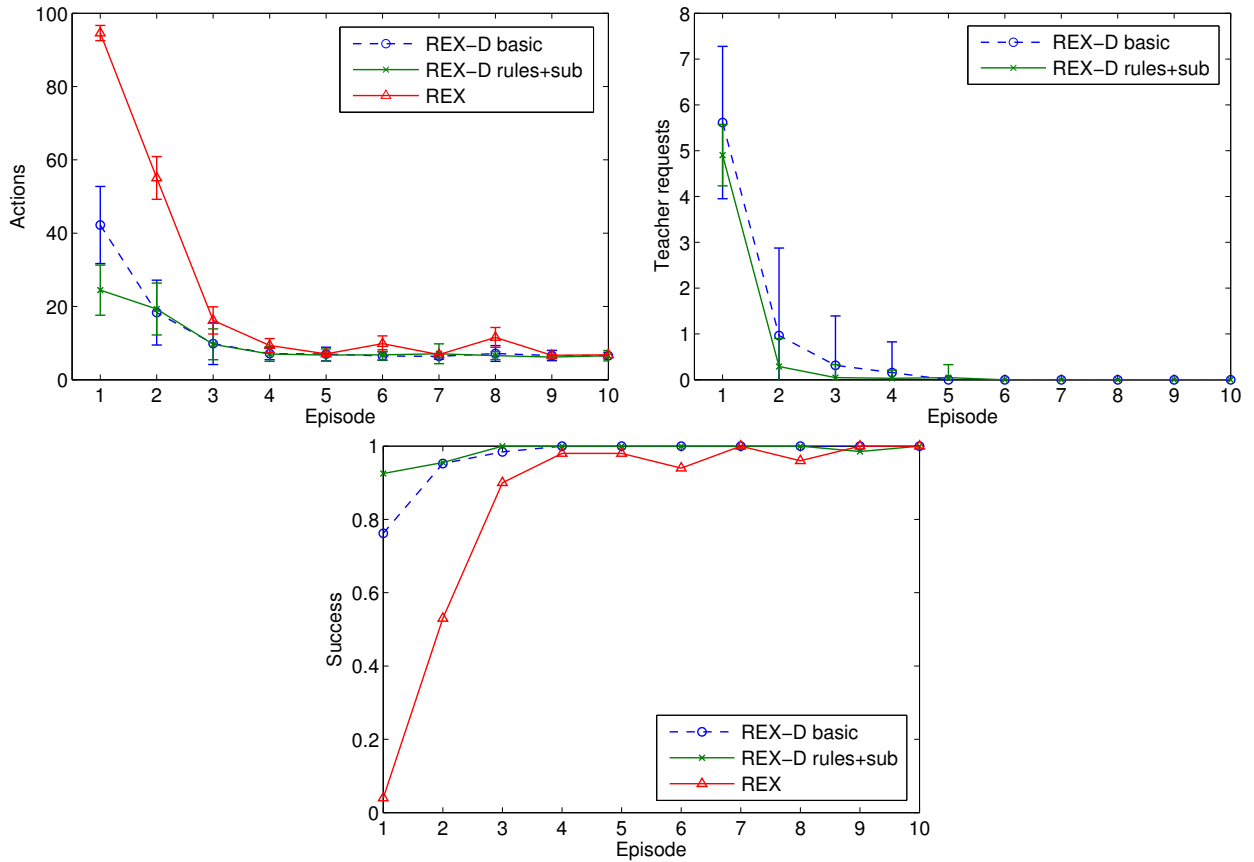 100
80
60
40
20
0
Actions
REX-D basic
REX-D rules+sub
REX
1 2 3 4 5 6 7 8 9 10
Episode
8
7
6
5
4
3
2
1
0
Teacher requests
REX-D basic
REX-D rules+sub
1 2 3 4 5 6 7 8 9 10
Episode
1
0.8
0.6
0.4
0.2
0
Success
REX-D basic
REX-D rules+sub
REX
1 2 3 4 5 6 7 8 9 10
Episode